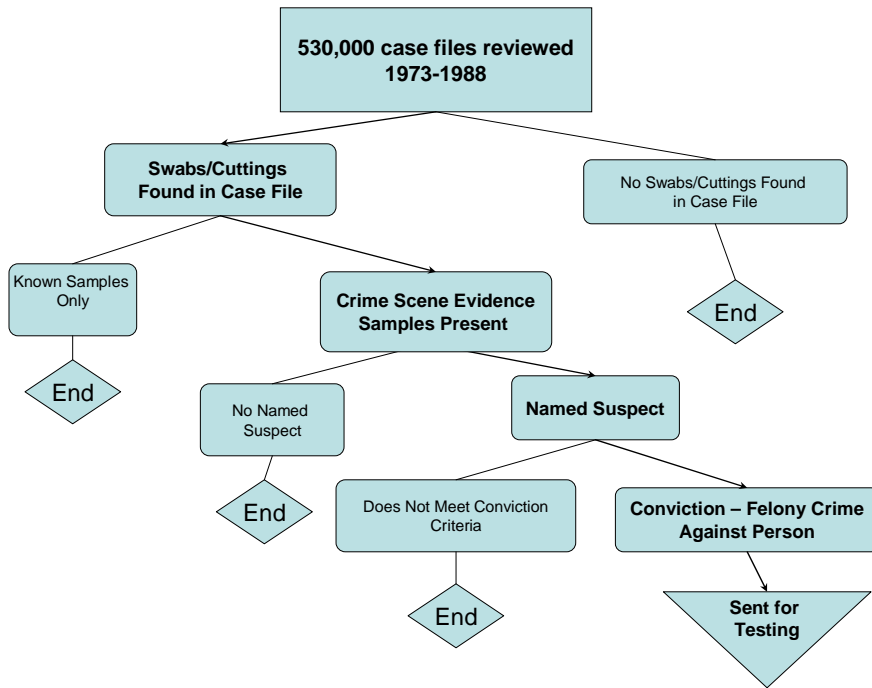 530,000 case files reviewed
1973-1988
Swabs/Cuttings
Found in Case File
No Swabs/Cuttings Found
in Case File
Known Samples
Only
Crime Scene Evidence
Samples Present
End
End
No Named
Suspect
Named Suspect
End
Does Not Meet Conviction
Criteria
Conviction – Felony Crime
Against Person
End
Sent for
Testing